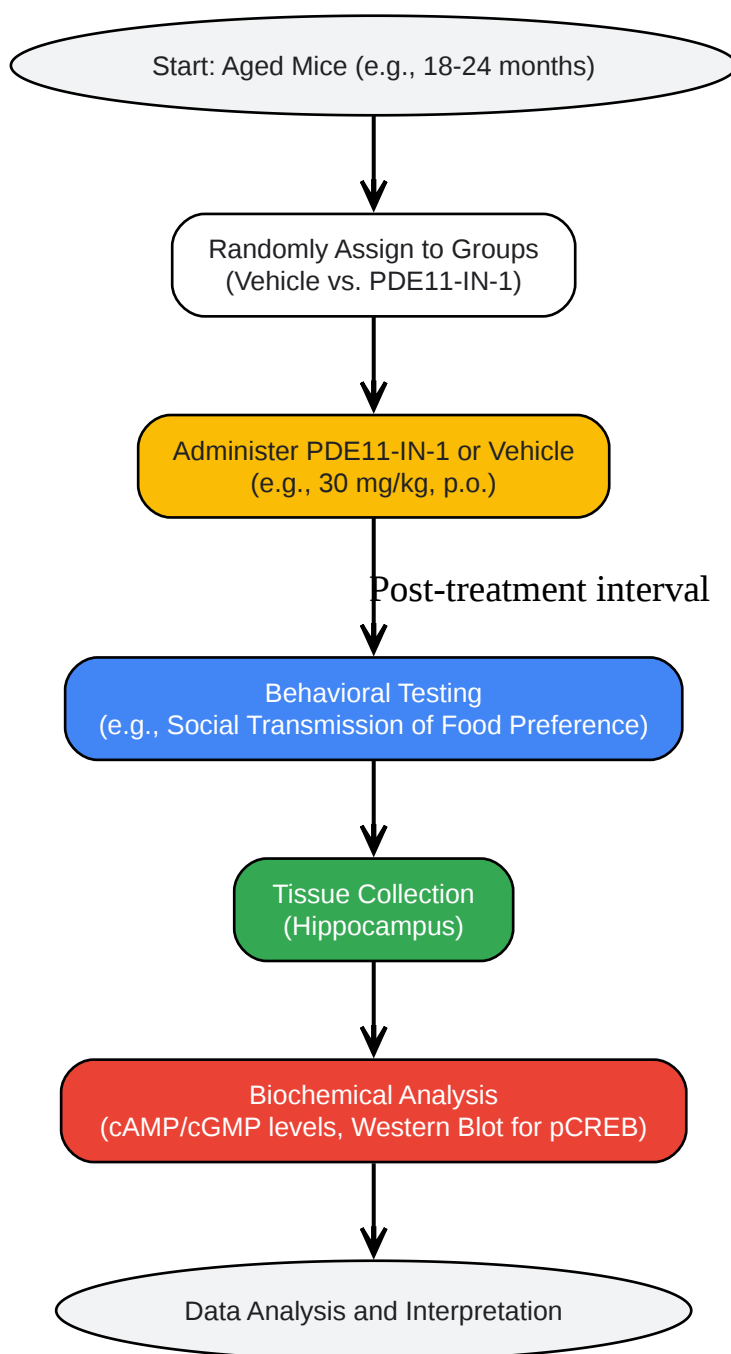 Start: Aged Mice (e.g., 18-24 months)
Randomly Assign to Groups
(Vehicle vs. PDE11-IN-1)
Administer PDE11-IN-1 or Vehicle
(e.g., 30 mg/kg, p.o.)
Post-treatment interval
Behavioral Testing
(e.g., Social Transmission of Food Preference)
Tissue Collection
(Hippocampus)
Biochemical Analysis
(cAMP/cGMP levels, Western Blot for pCREB)
Data Analysis and Interpretation